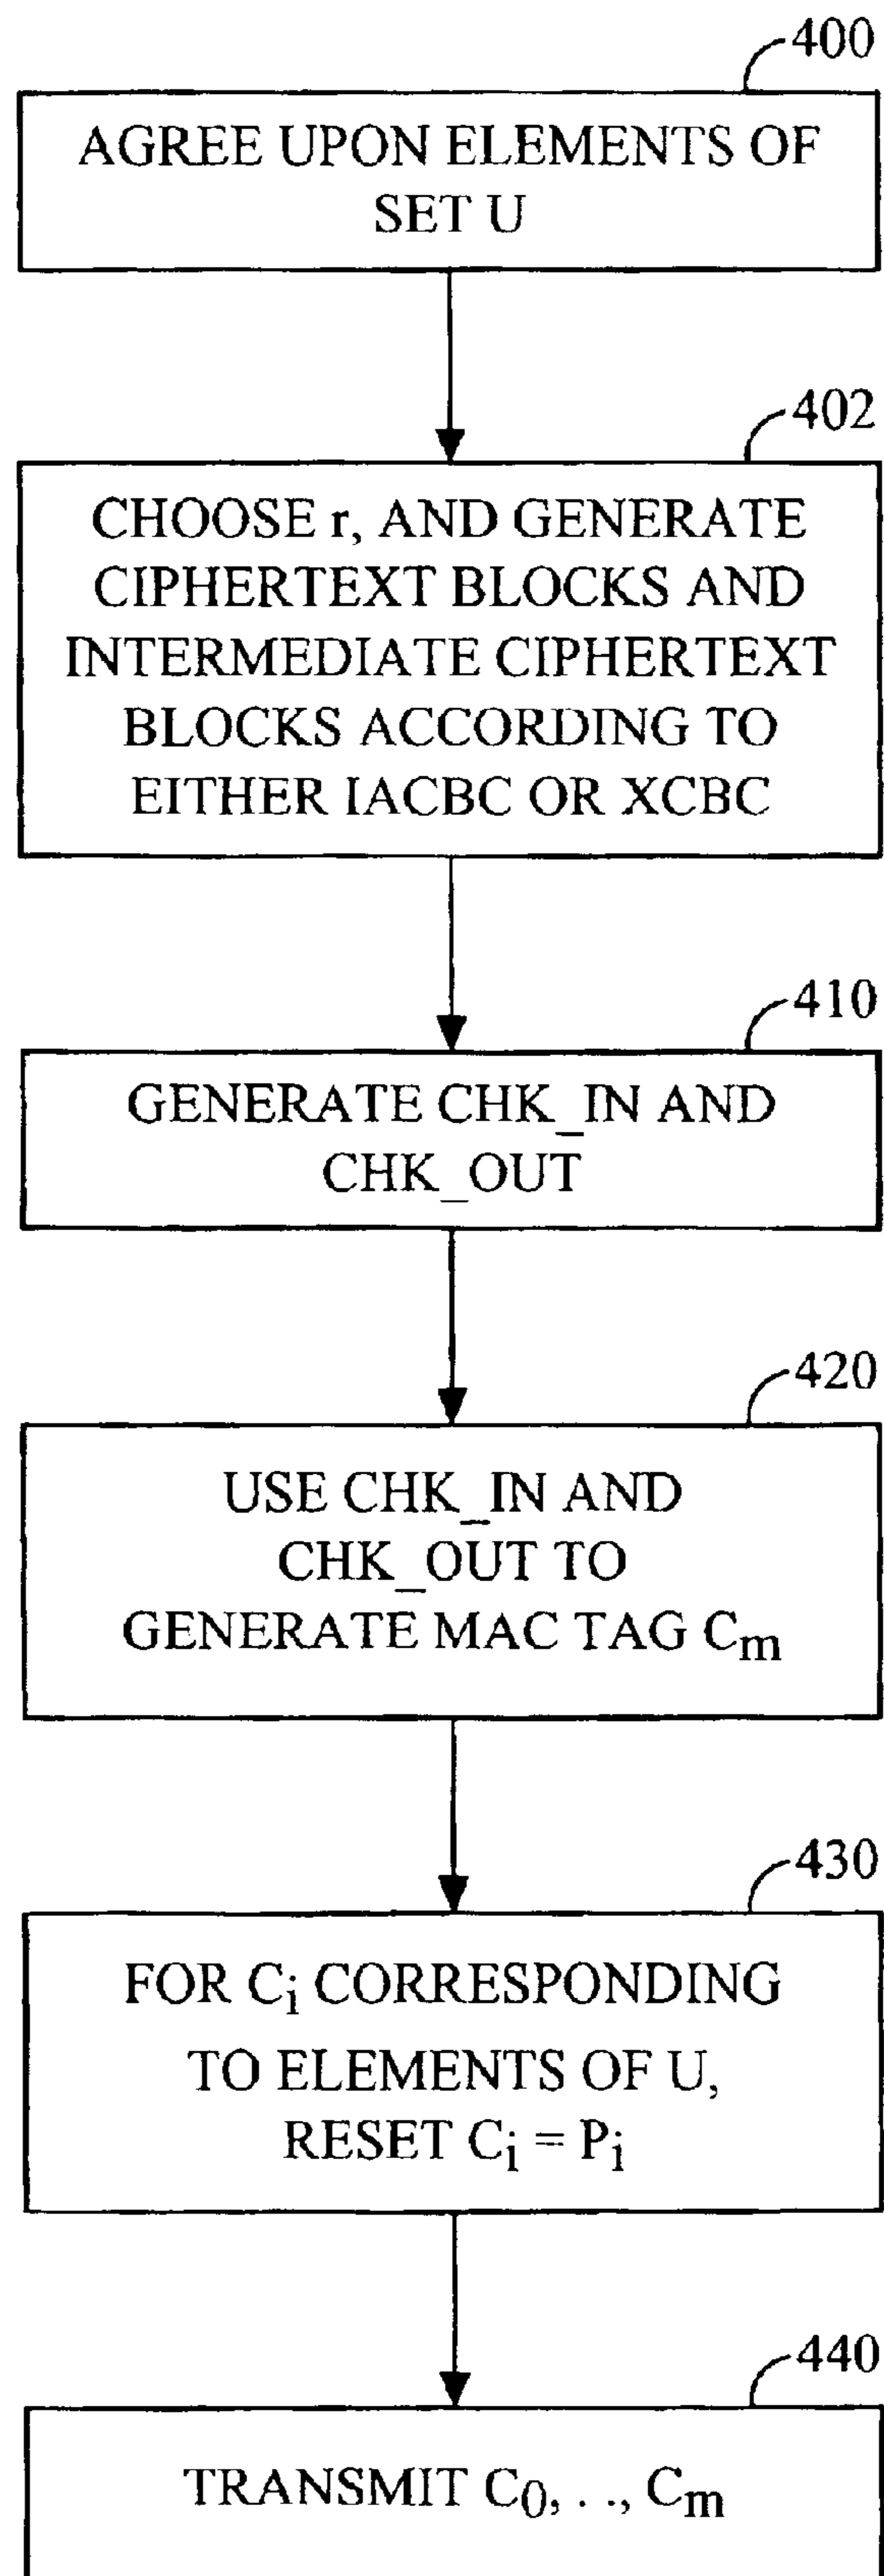 400
AGREE UPON ELEMENTS OF
SET U
402
CHOOSE r, AND GENERATE
CIPHERTEXT BLOCKS AND
INTERMEDIATE CIPHERTEXT
BLOCKS ACCORDING TO
EITHER IACBC OR XCBC
410
GENERATE CHK_IN AND
CHK_OUT
420
USE CHK_IN AND
CHK_OUT TO
GENERATE MAC TAG Cm
430
FOR Ci CORRESPONDING
TO ELEMENTS OF U,
RESET Ci = Pi
440
TRANSMIT C0, . ., Cm